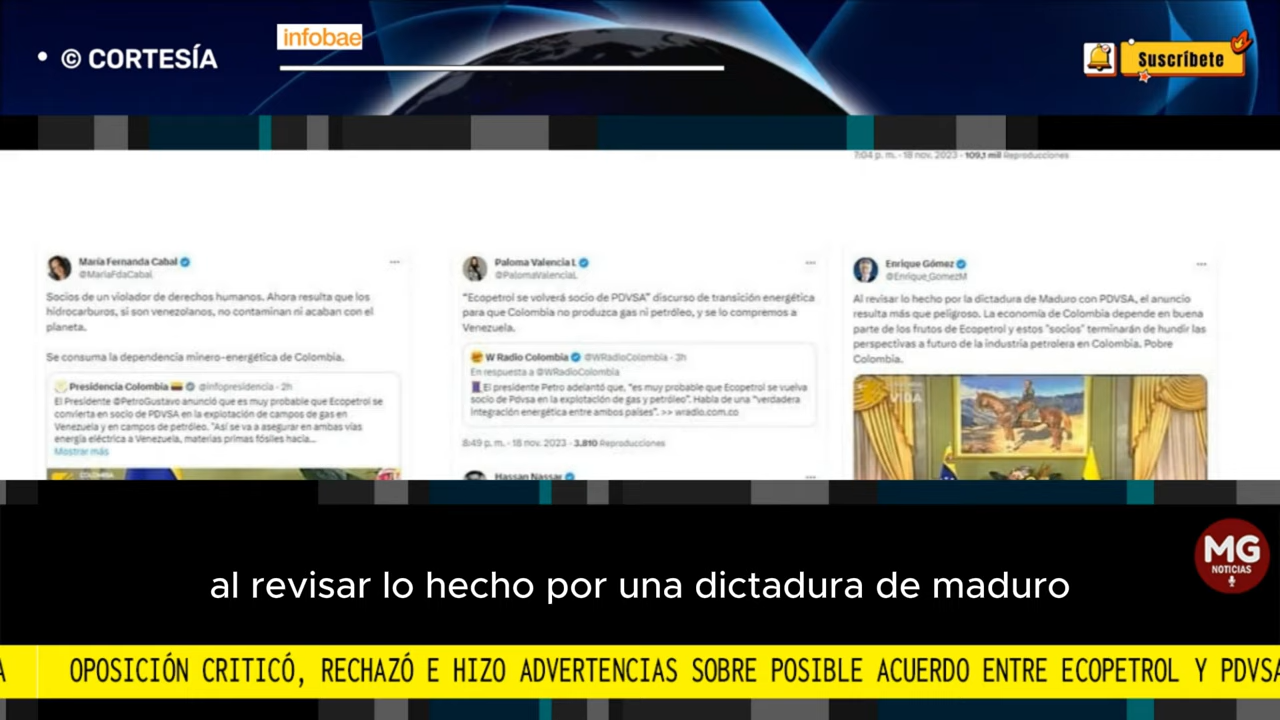 © CORTESÍA
infobae
Suscríbete
7:04 p. m. · 18 nov. 2023 · 109,1 mil Reproducciones
María Fernanda Cabal
@MariaFdaCabal
Socios de un violador de derechos humanos. Ahora resulta que los
hidrocarburos, si son venezolanos, no contaminan ni acaban con el
planeta.
Se consuma la dependencia minero-energética de Colombia.
Presidencia Colombia @infopresidencia · 2h
El Presidente @PetroGustavo anunció que es muy probable que Ecopetrol se
convierta en socio de PDVSA en la explotación de campos de gas en
Venezuela y en campos de petróleo. "Así se va a asegurar en ambas vías
energía eléctrica a Venezuela, materias primas fósiles hacia...
Mostrar más
COLOMBIA
Paloma Valencia L
@PalomaValenciaL
"Ecopetrol se volverá socio de PDVSA" discurso de transición energética
para que Colombia no produzca gas ni petróleo, y se lo compremos a
Venezuela.
W Radio Colombia @WRadioColombia · 3h
En respuesta a @WRadioColombia
El presidente Petro adelantó que, "es muy probable que Ecopetrol se vuelva
socio de Pdvsa en la explotación de gas y petróleo". Habla de una "verdadera
integración energética entre ambos países". >> wradio.com.co
8:49 p. m. · 18 nov. 2023 · 3.810 Reproducciones
Hassan Nassar
Enrique Gómez
@Enrique_GomezM
Al revisar lo hecho por la dictadura de Maduro con PDVSA, el anuncio
resulta más que peligroso. La economía de Colombia depende en buena
parte de los frutos de Ecopetrol y estos "socios" terminarán de hundir las
perspectivas a futuro de la industria petrolera en Colombia. Pobre
Colombia.
VIDA
al revisar lo hecho por una dictadura de maduro
MG
NOTICIAS
A OPOSICIÓN CRITICÓ, RECHAZÓ E HIZO ADVERTENCIAS SOBRE POSIBLE ACUERDO ENTRE ECOPETROL Y PDVSA